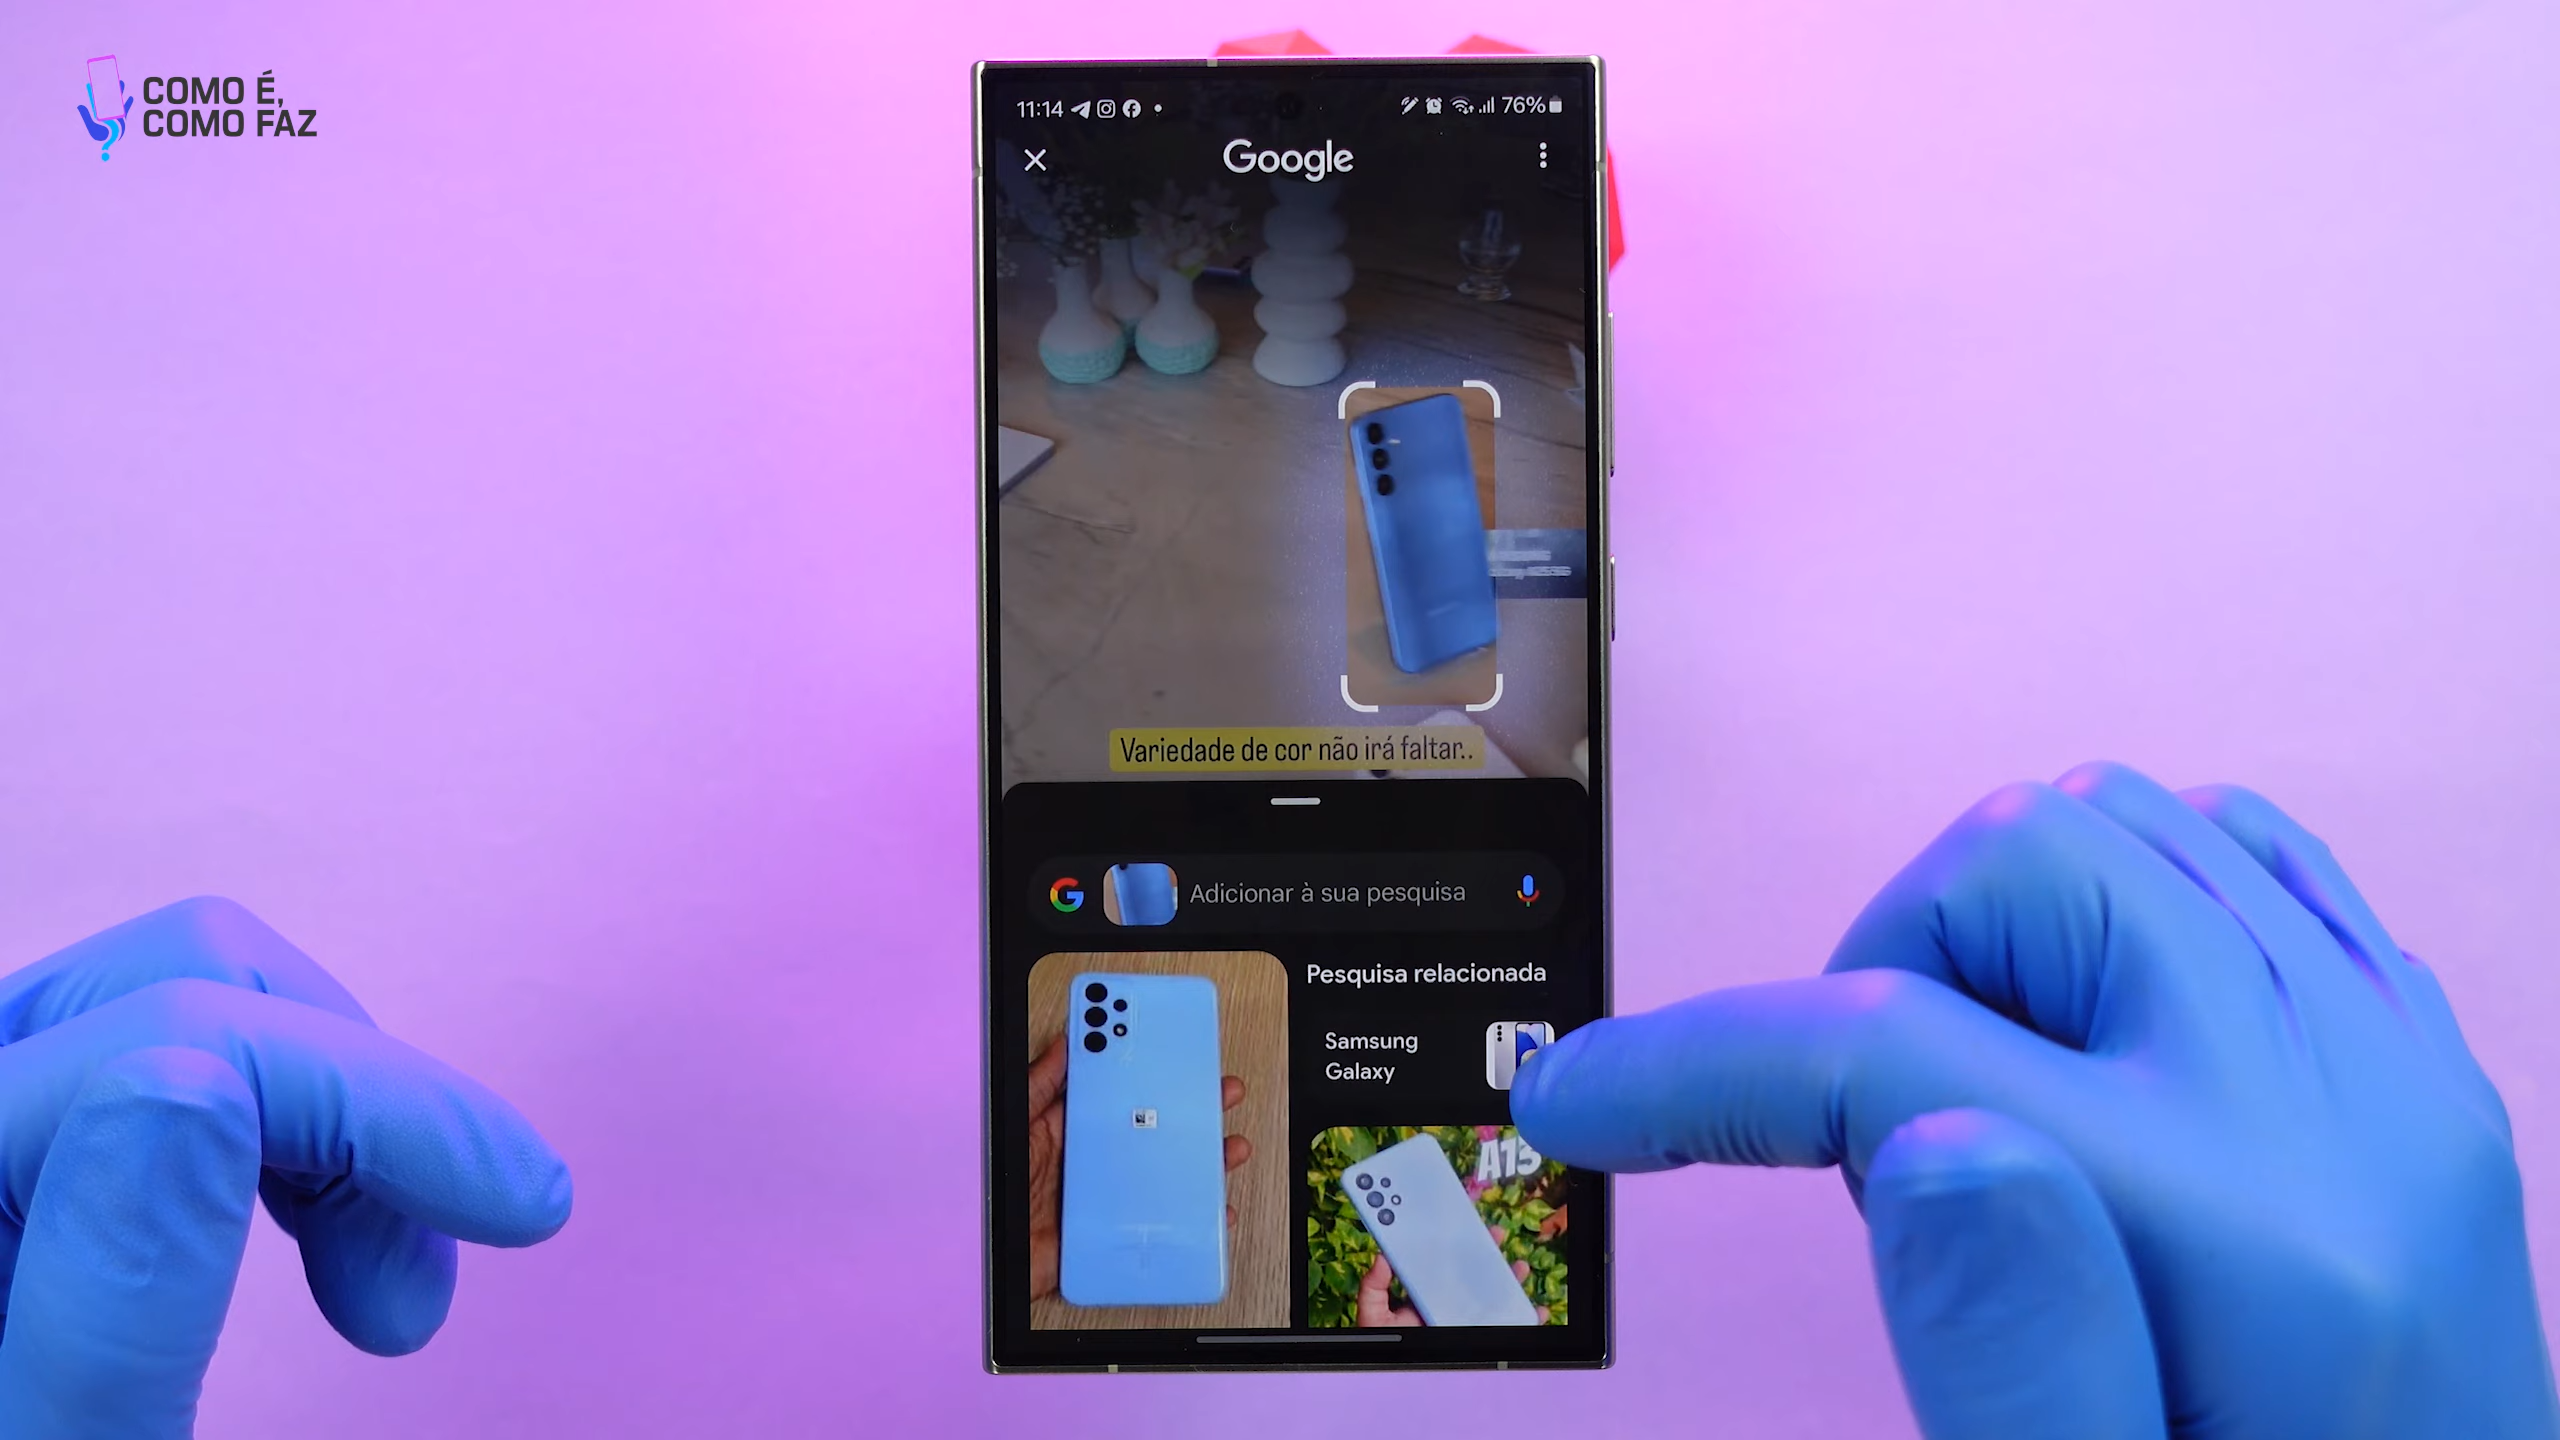 COMO É,
COMO FAZ
11:14
76%
Google
Variedade de cor não irá faltar..
Adicionar à sua pesquisa
Pesquisa relacionada
Samsung
Galaxy
A13